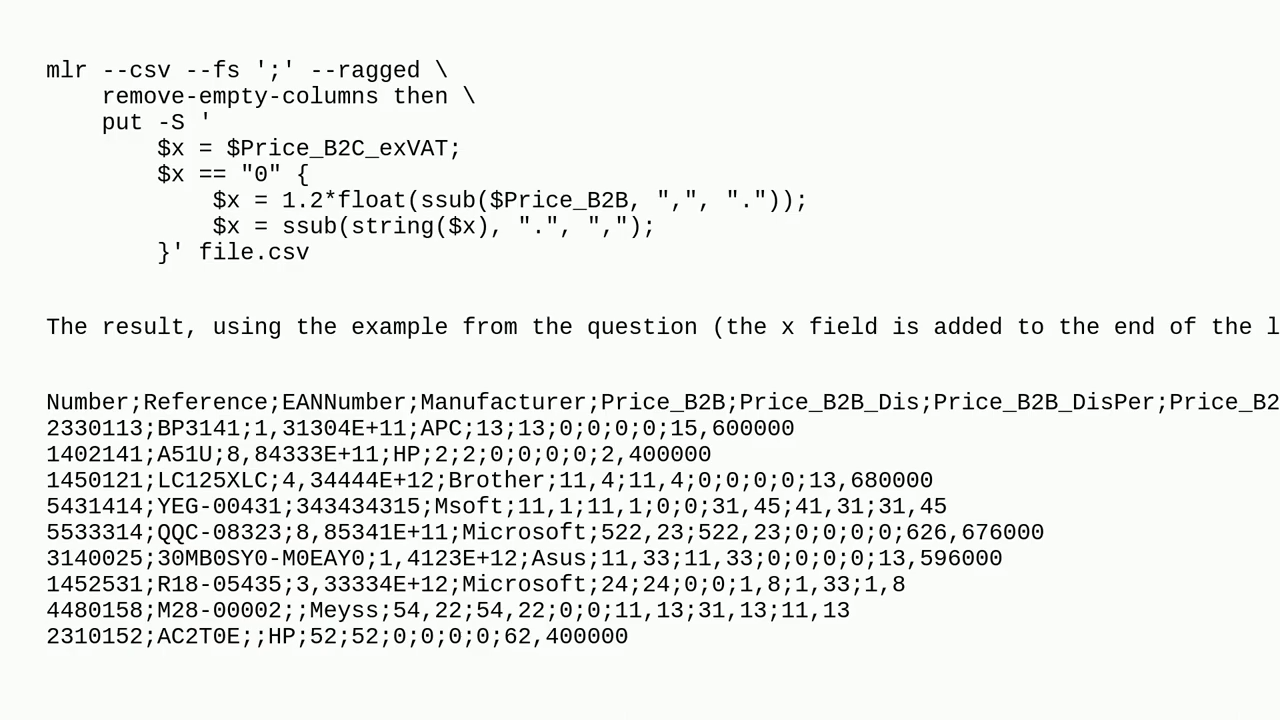 mlr --csv --fs ';' --ragged \
    remove-empty-columns then \
    put -S '
        $x = $Price_B2C_exVAT;
        $x == "0" {
            $x = 1.2*float(ssub($Price_B2B, ",", "."));
            $x = ssub(string($x), ".", ",");
        }' file.csv
The result, using the example from the question (the x field is added to the end of the l
Number;Reference;EANNumber;Manufacturer;Price_B2B;Price_B2B_Dis;Price_B2B_DisPer;Price_B2
2330113;BP3141;1,31304E+11;APC;13;13;0;0;0;0;15,600000
1402141;A51U;8,84333E+11;HP;2;2;0;0;0;0;2,400000
1450121;LC125XLC;4,34444E+12;Brother;11,4;11,4;0;0;0;0;13,680000
5431414;YEG-00431;343434315;Msoft;11,1;11,1;0;0;31,45;41,31;31,45
5533314;QQC-08323;8,85341E+11;Microsoft;522,23;522,23;0;0;0;0;626,676000
3140025;30MB0SY0-M0EAY0;1,4123E+12;Asus;11,33;11,33;0;0;0;0;13,596000
1452531;R18-05435;3,33334E+12;Microsoft;24;24;0;0;1,8;1,33;1,8
4480158;M28-00002;;Meyss;54,22;54,22;0;0;11,13;31,13;11,13
2310152;AC2T0E;;HP;52;52;0;0;0;0;62,400000